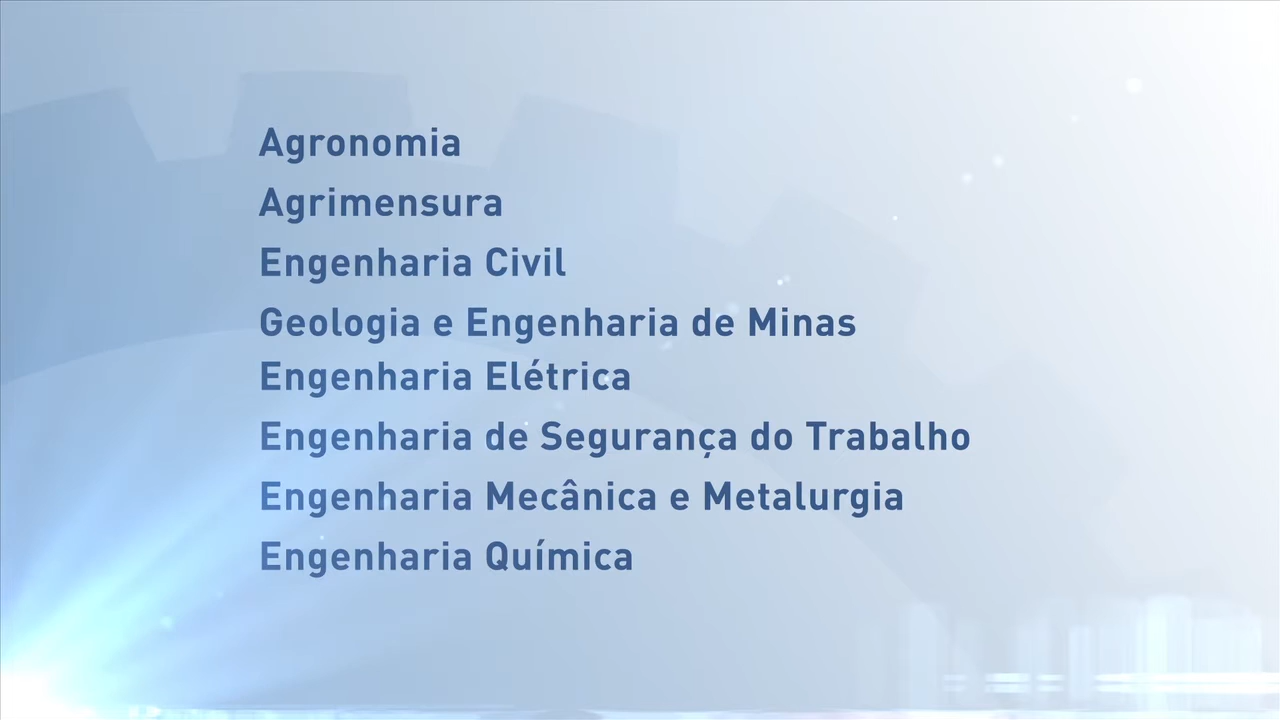 Agronomia
Agrimensura
Engenharia Civil
Geologia e Engenharia de Minas
Engenharia Elétrica
Engenharia de Segurança do Trabalho
Engenharia Mecânica e Metalurgia
Engenharia Química